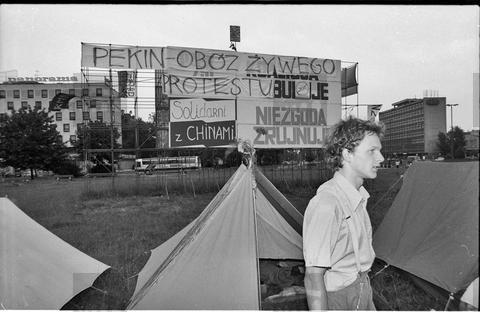 panorama
PEKIN-OBÓZ ŻYWEGO
PROTESTU
BUDUJE
Solidarni
z CHINAMI
NIEZGODA
RUJNUJE